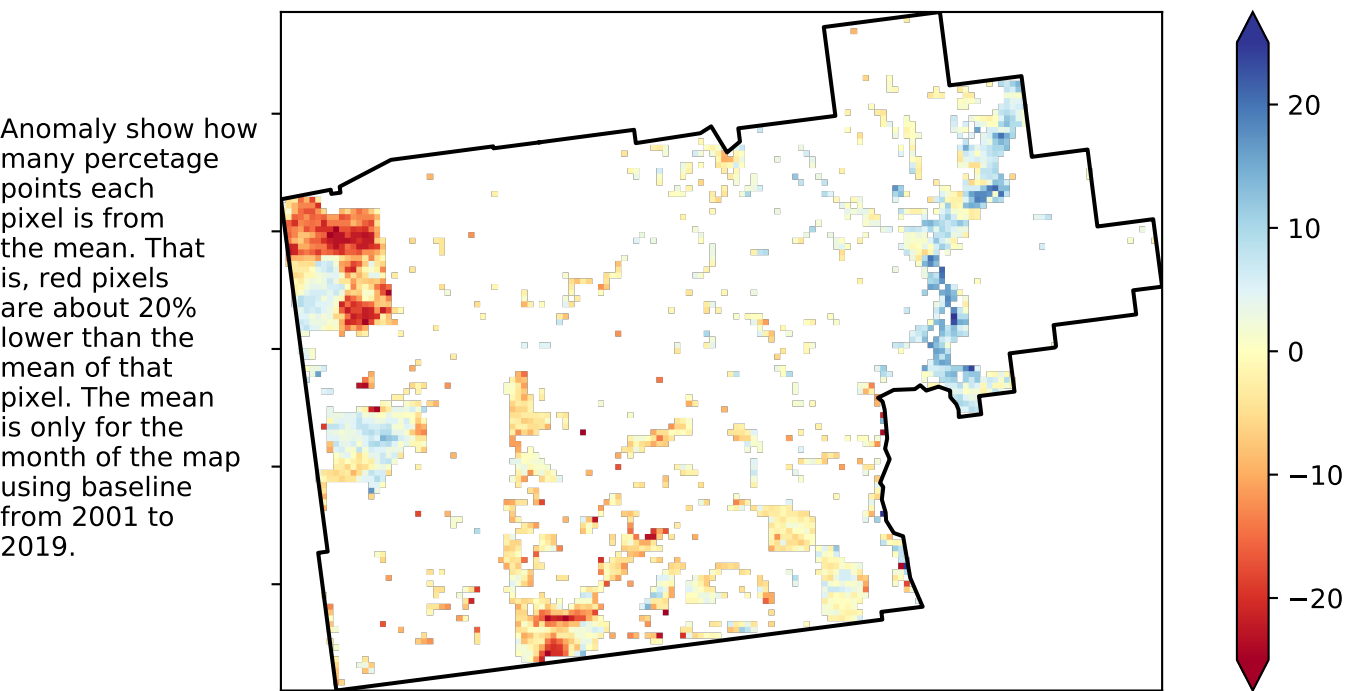 Anomaly show how
many percetage
points each
pixel is from
the mean. That
is, red pixels
are about 20%
lower than the
mean of that
pixel. The mean
is only for the
month of the map
using baseline
from 2001 to
2019.
20
10
0
−10
−20